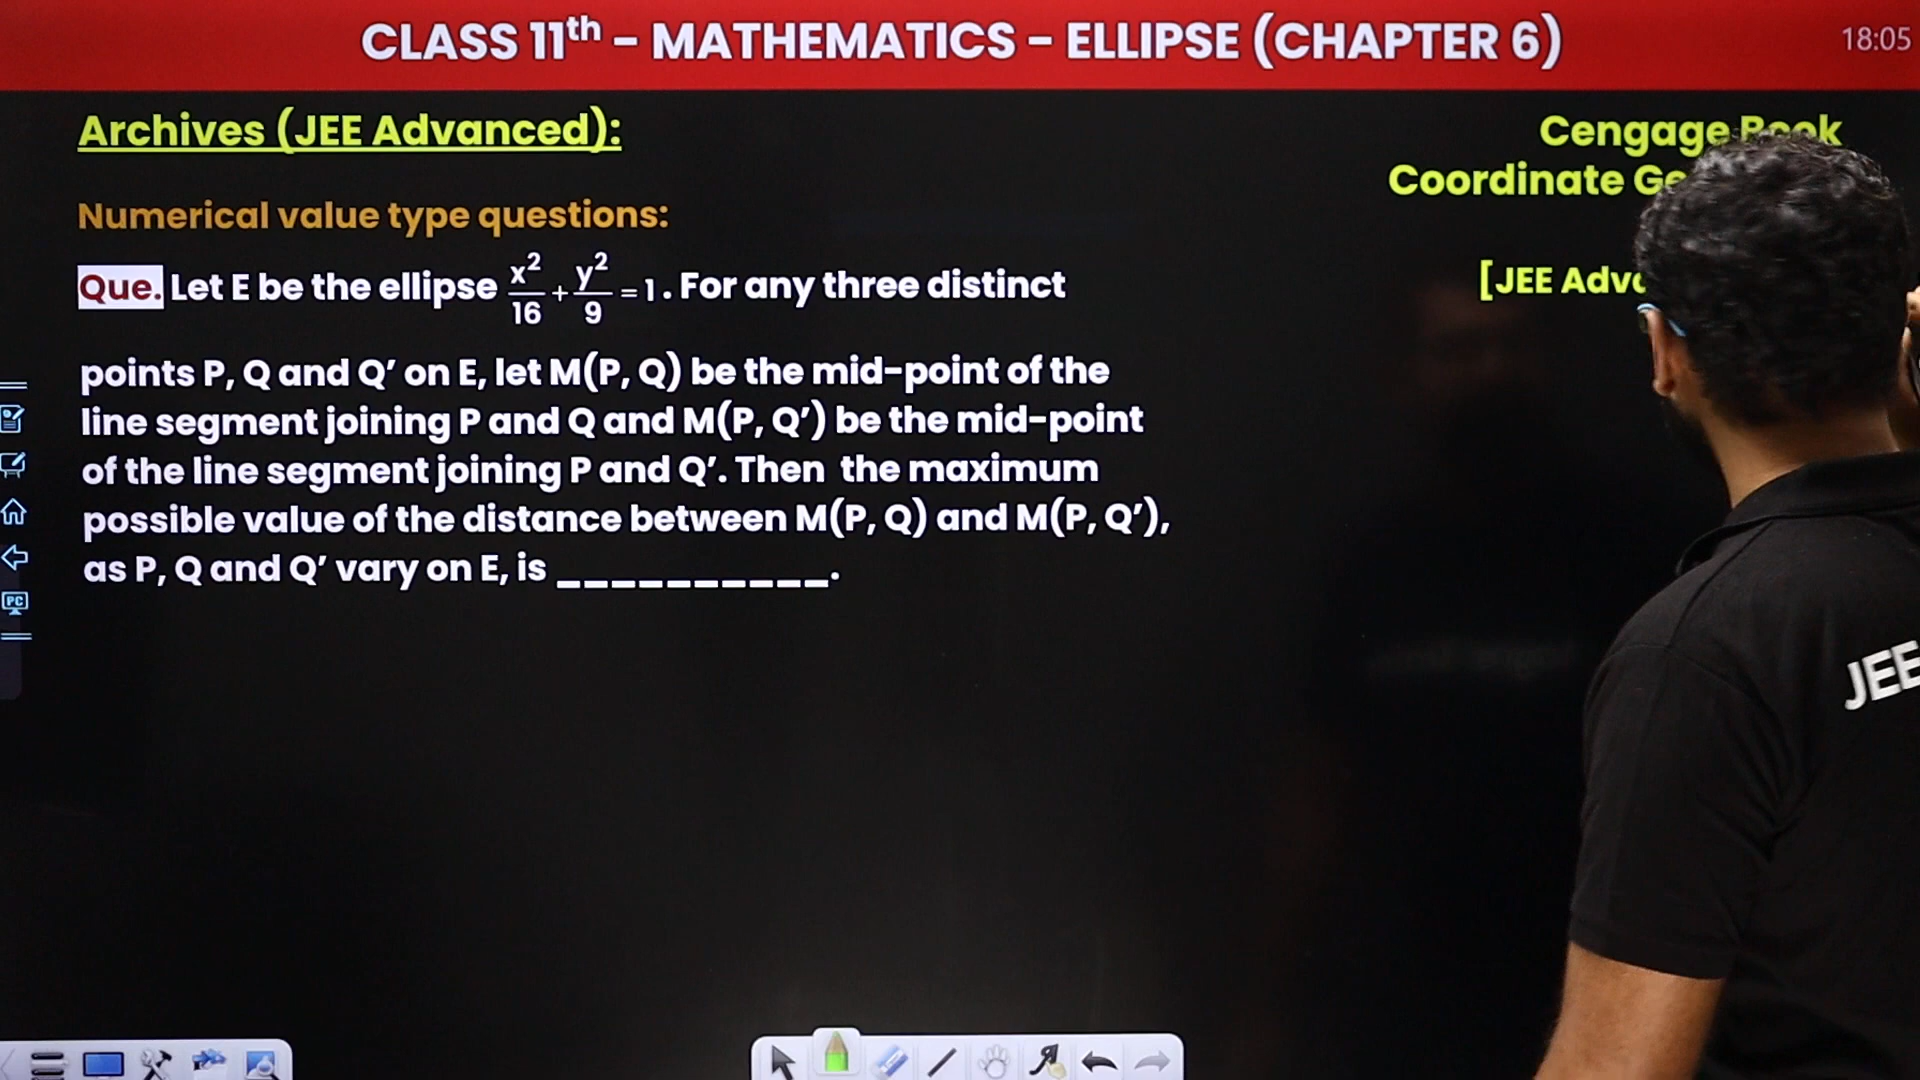 CLASS 11th - MATHEMATICS - ELLIPSE (CHAPTER 6)
18:05
Archives (JEE Advanced):
Cengage Book
Coordinate
Numerical value type questions:
[JEE
Que. Let E be the ellipse x²/16 + y²/9 = 1. For any three distinct
points P, Q and Q′ on E, let M(P, Q) be the mid-point of the
line segment joining P and Q and M(P, Q′) be the mid-point
of the line segment joining P and Q′. Then the maximum
possible value of the distance between M(P, Q) and M(P, Q′),
as P, Q and Q′ vary on E, is __________.
PC
JEE